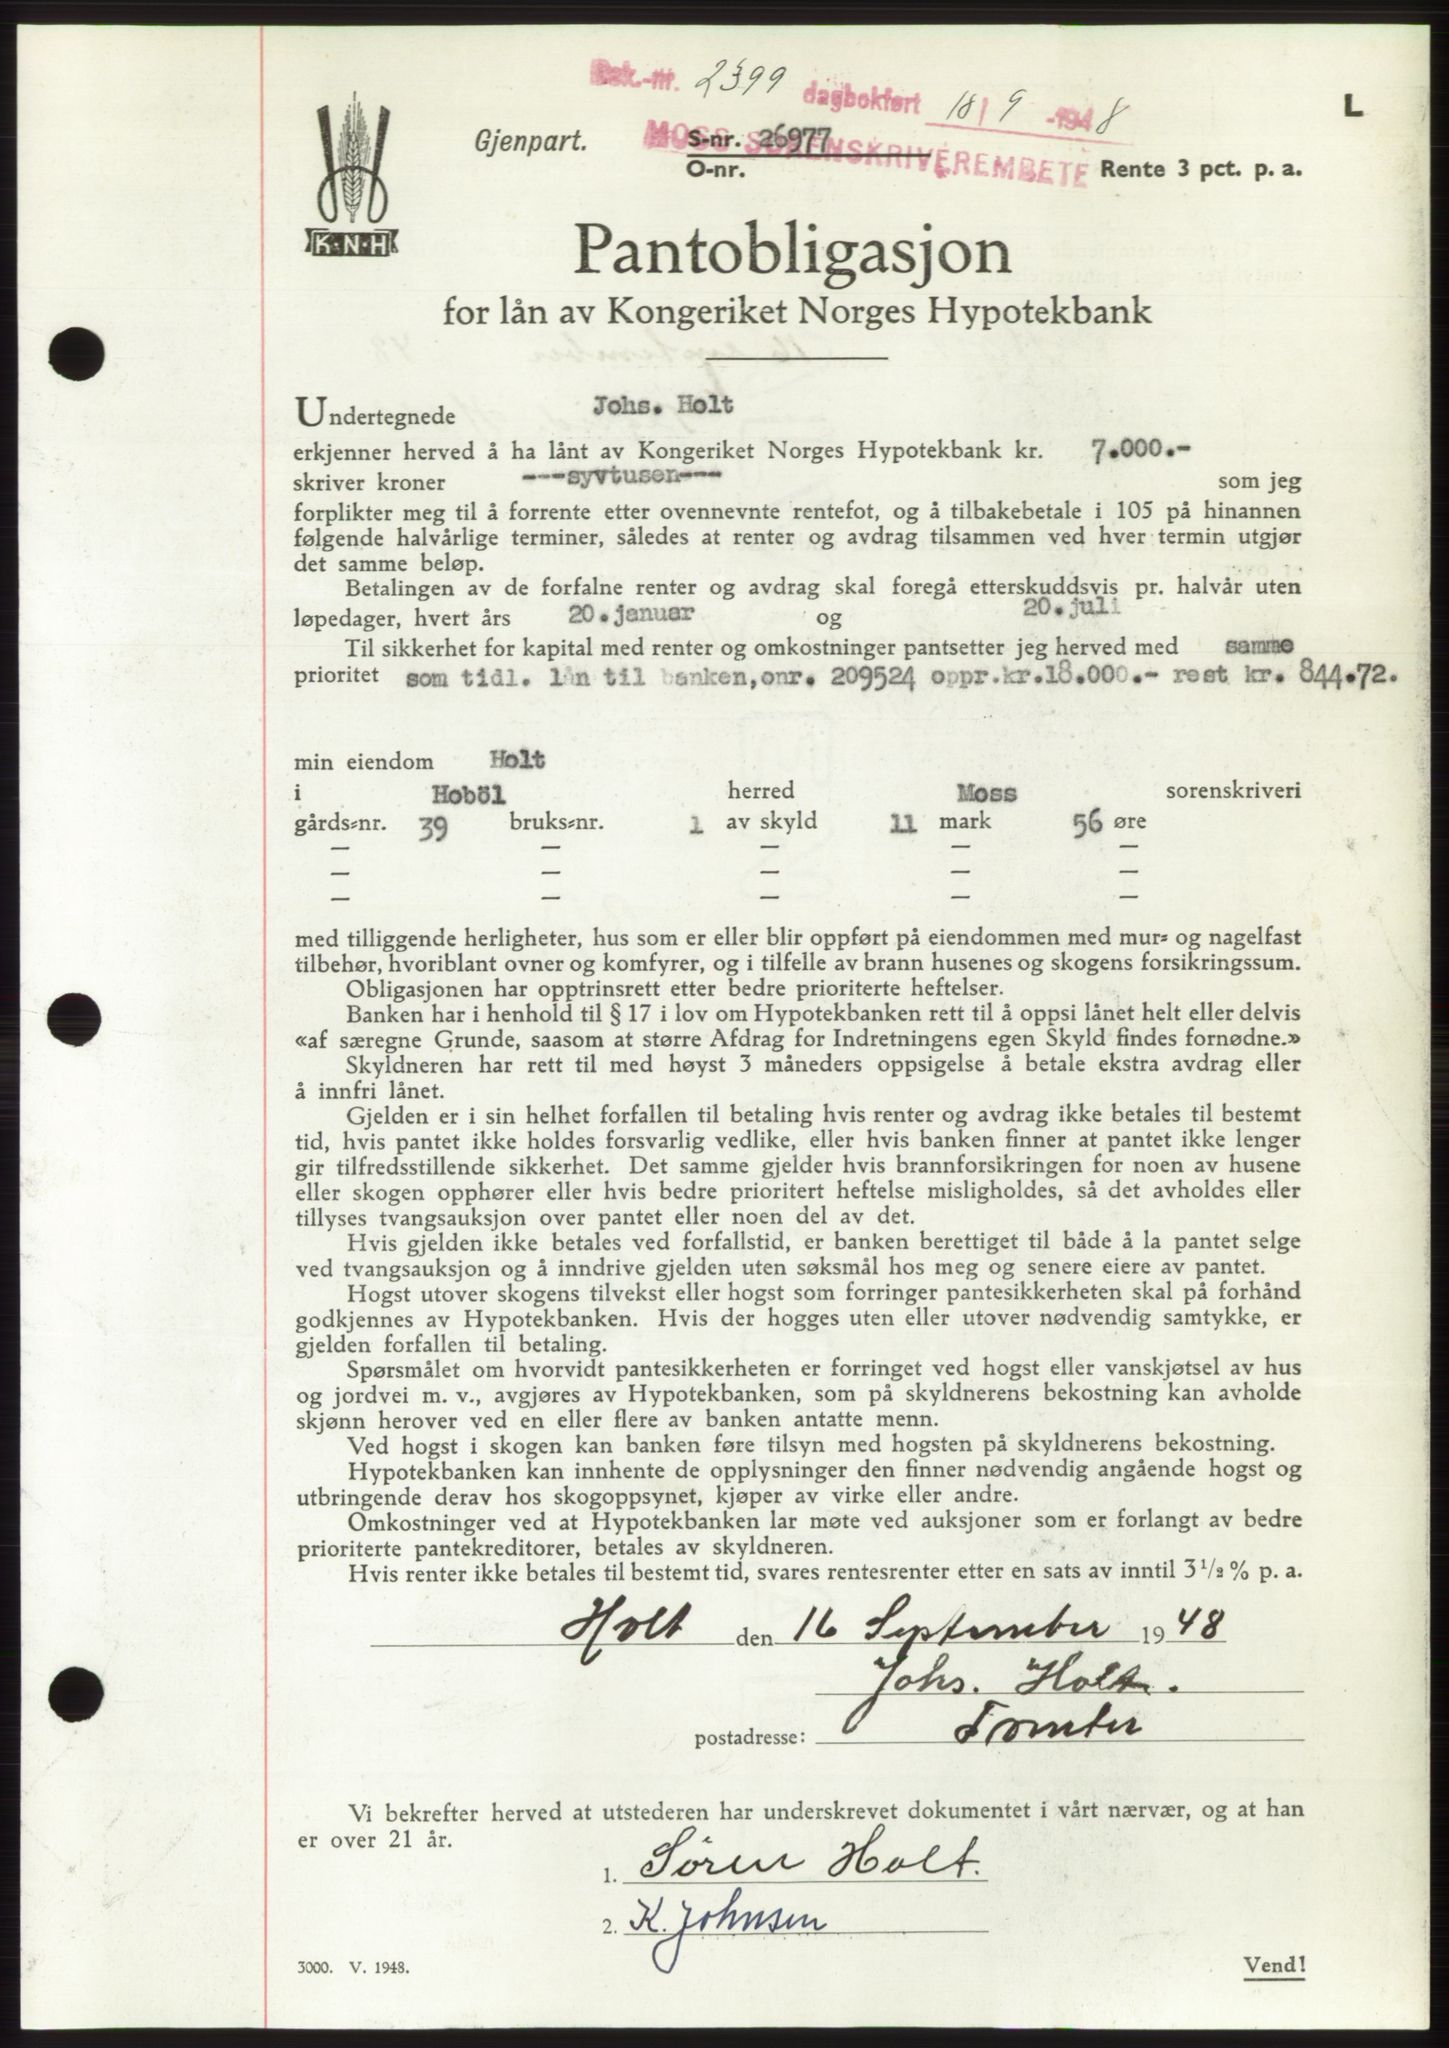 Dok.-nr. 2399 dagbokført 18/9 -1948
L
Gjenpart.
S-nr. 26977
MOSS SORENSKRIVEREMBETE
O-nr.
Rente 3 pct. p. a.
K·N·H
Pantobligasjon
for lån av Kongeriket Norges Hypotekbank
Undertegnede Johs. Holt
erkjenner herved å ha lånt av Kongeriket Norges Hypotekbank kr. 7.000.-
skriver kroner ---syvtusen--- som jeg
forplikter meg til å forrente etter ovennevnte rentefot, og å tilbakebetale i 105 på hinannen
følgende halvårlige terminer, således at renter og avdrag tilsammen ved hver termin utgjør
det samme beløp.
Betalingen av de forfalne renter og avdrag skal foregå etterskuddsvis pr. halvår uten
løpedager, hvert års 20.januar og 20.juli
Til sikkerhet for kapital med renter og omkostninger pantsetter jeg herved med samme
prioritet som tidl. lån til banken,onr. 209524 oppr.kr.18.000.- rest kr. 844.72.
min eiendom Holt
i Hoböl herred Moss sorenskriveri
gårds-nr. 39 bruks-nr. 1 av skyld 11 mark 56 øre
— — — — —
— — — — —
— — — — —
med tilliggende herligheter, hus som er eller blir oppført på eiendommen med mur- og nagelfast
tilbehør, hvoriblant ovner og komfyrer, og i tilfelle av brann husenes og skogens forsikringssum.
Obligasjonen har opptrinsrett etter bedre prioriterte heftelser.
Banken har i henhold til § 17 i lov om Hypotekbanken rett til å oppsi lånet helt eller delvis
«af særegne Grunde, saasom at større Afdrag for Indretningens egen Skyld findes fornødne.»
Skyldneren har rett til med høyst 3 måneders oppsigelse å betale ekstra avdrag eller
å innfri lånet.
Gjelden er i sin helhet forfallen til betaling hvis renter og avdrag ikke betales til bestemt
tid, hvis pantet ikke holdes forsvarlig vedlike, eller hvis banken finner at pantet ikke lenger
gir tilfredsstillende sikkerhet. Det samme gjelder hvis brannforsikringen for noen av husene
eller skogen opphører eller hvis bedre prioritert heftelse misligholdes, så det avholdes eller
tillyses tvangsauksjon over pantet eller noen del av det.
Hvis gjelden ikke betales ved forfallstid, er banken berettiget til både å la pantet selge
ved tvangsauksjon og å inndrive gjelden uten søksmål hos meg og senere eiere av pantet.
Hogst utover skogens tilvekst eller hogst som forringer pantesikkerheten skal på forhånd
godkjennes av Hypotekbanken. Hvis der hogges uten eller utover nødvendig samtykke, er
gjelden forfallen til betaling.
Spørsmålet om hvorvidt pantesikkerheten er forringet ved hogst eller vanskjøtsel av hus
og jordvei m. v., avgjøres av Hypotekbanken, som på skyldnerens bekostning kan avholde
skjønn herover ved en eller flere av banken antatte menn.
Ved hogst i skogen kan banken føre tilsyn med hogsten på skyldnerens bekostning.
Hypotekbanken kan innhente de opplysninger den finner nødvendig angående hogst og
utbringende derav hos skogoppsynet, kjøper av virke eller andre.
Omkostninger ved at Hypotekbanken lar møte ved auksjoner som er forlangt av bedre
prioriterte pantekreditorer, betales av skyldneren.
Hvis renter ikke betales til bestemt tid, svares rentesrenter etter en sats av inntil 3 1/2 % p. a.
Holt den 16 September 1948
Johs. Holt.
postadresse: Tomter
Vi bekrefter herved at utstederen har underskrevet dokumentet i vårt nærvær, og at han
er over 21 år.
1. Sören Holt.
2. K. Johnsen
3000. V. 1948.
Vend!